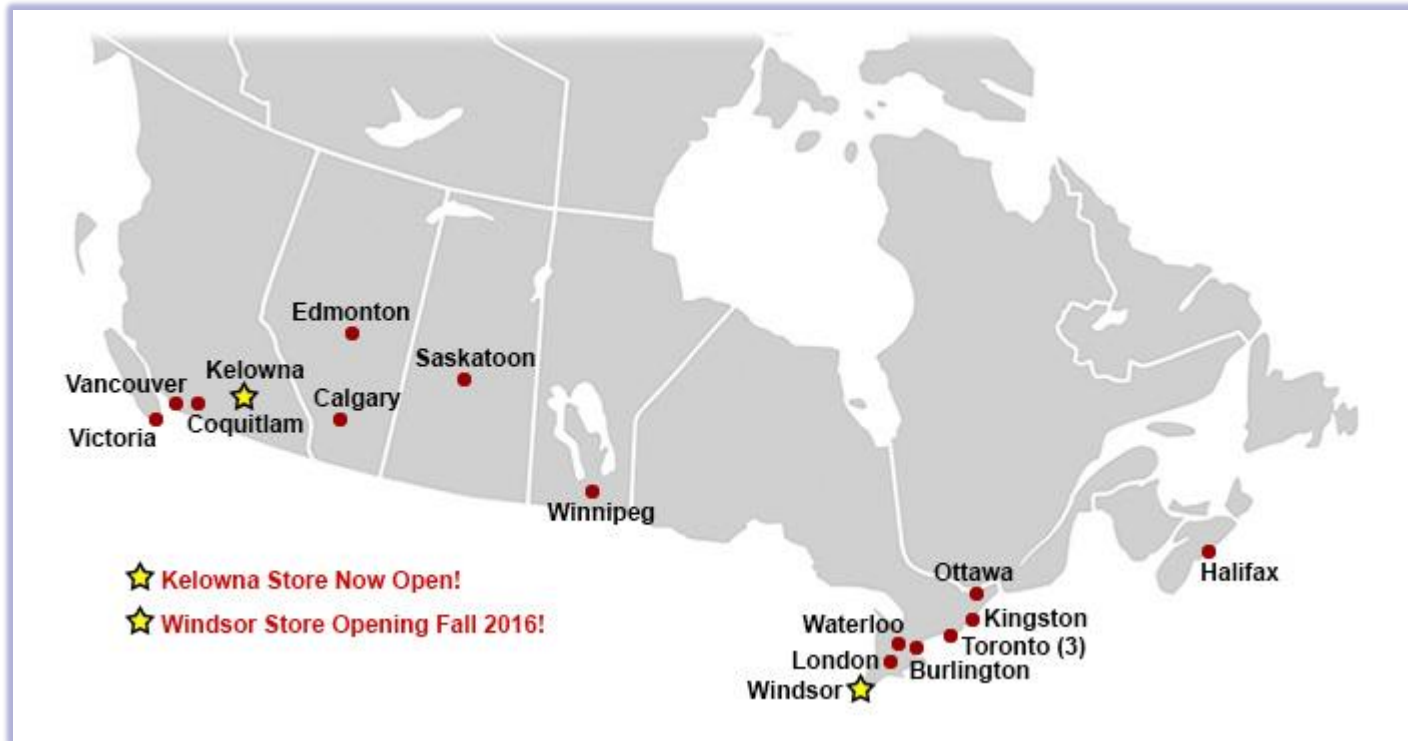 Edmonton
Saskatoon
Kelowna
Vancouver
Calgary
Coquitlam
Victoria
Winnipeg
Kelowna Store Now Open!
Windsor Store Opening Fall 2016!
Ottawa
Halifax
Kingston
Waterloo
Toronto (3)
London
Burlington
Windsor